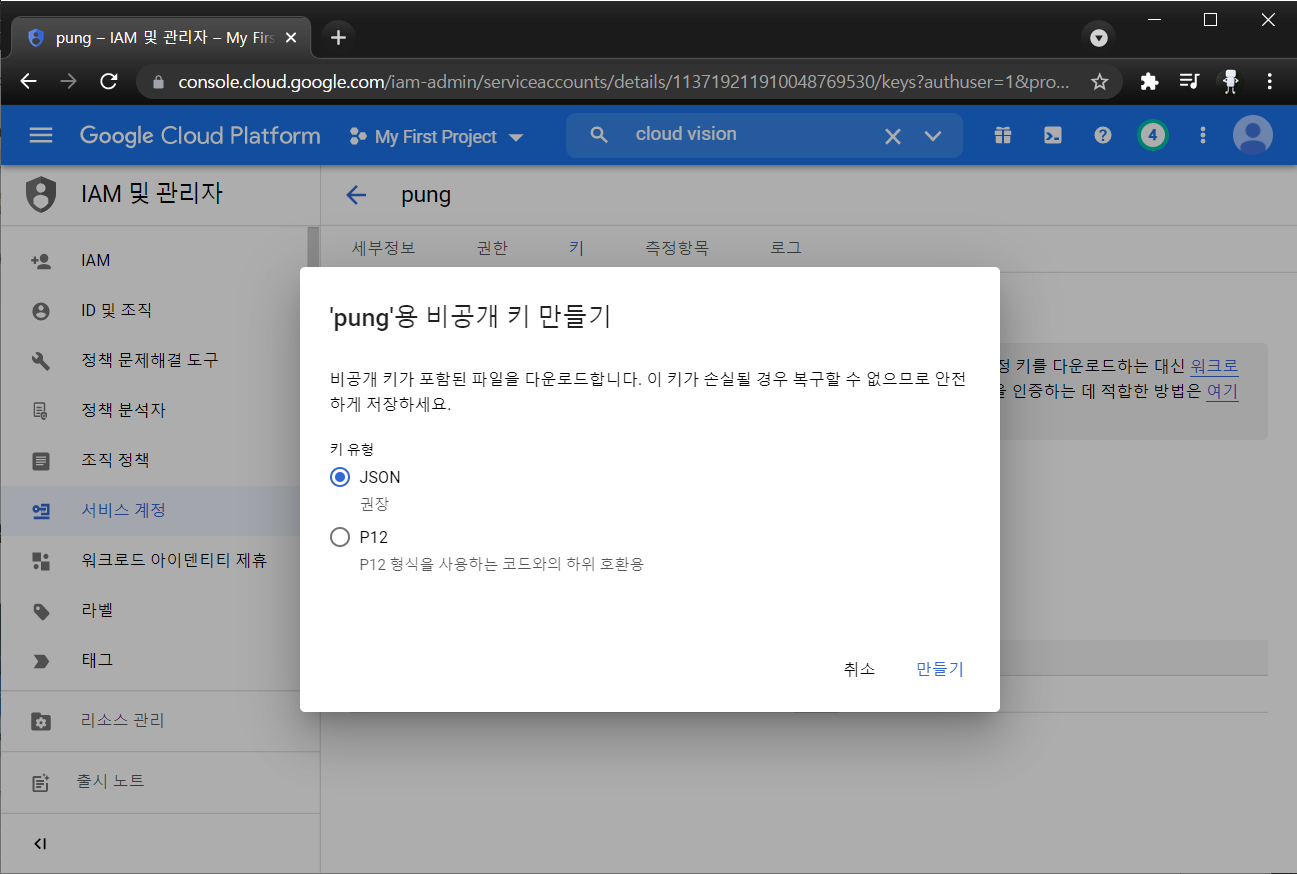 pung – IAM 및 관리자 – My Firs
console.cloud.google.com/iam-admin/serviceaccounts/details/113719211910048769530/keys?authuser=1&pro...
Google Cloud Platform
My First Project
cloud vision
4
IAM 및 관리자
pung
세부정보 권한 키 측정항목 로그
IAM
ID 및 조직
정책 문제해결 도구
정책 분석자
조직 정책
서비스 계정
워크로드 아이덴티티 제휴
라벨
태그
리소스 관리
출시 노트
'pung'용 비공개 키 만들기
비공개 키가 포함된 파일을 다운로드합니다. 이 키가 손실될 경우 복구할 수 없으므로 안전
하게 저장하세요.
키 유형
JSON
권장
P12
P12 형식을 사용하는 코드와의 하위 호환용
취소 만들기
정 키를 다운로드하는 대신 워크로
인증하는 데 적합한 방법은 여기